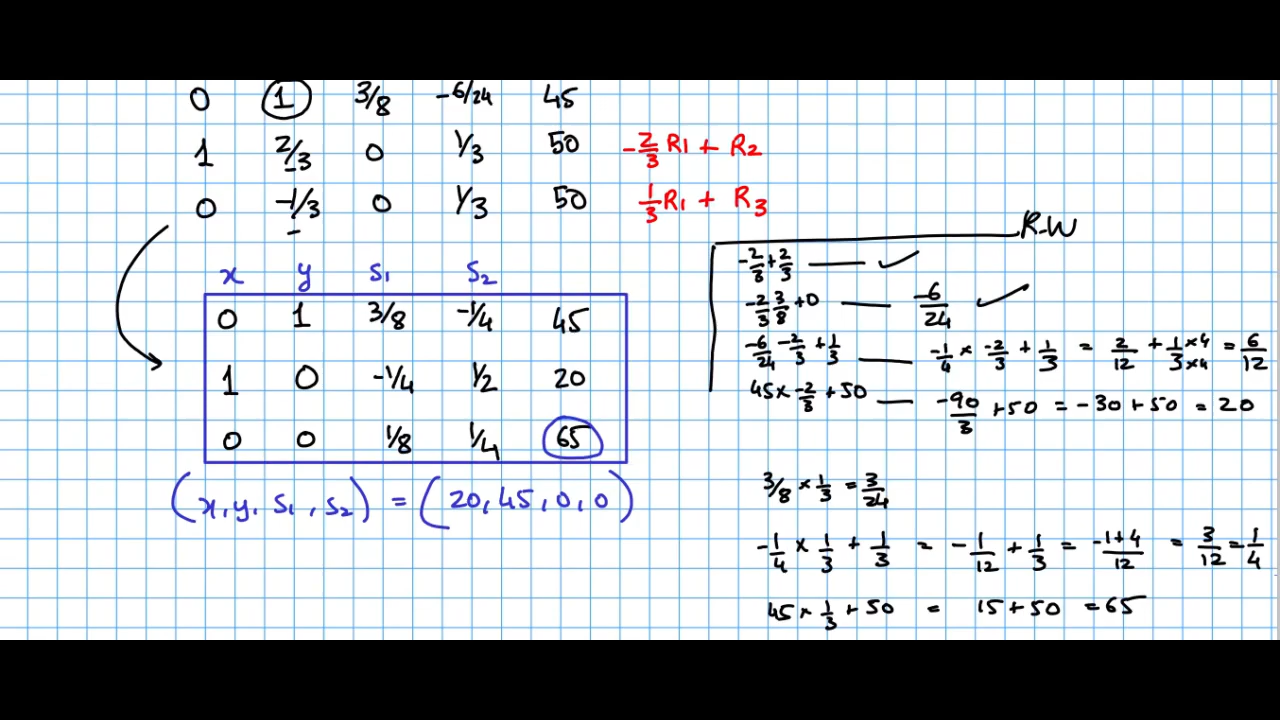 0 1 3/8 -6/24 45
1 2/3 0 1/3 50 -2/3 R1 + R2
0 -1/3 0 1/3 50 1/3 R1 + R3
x y S1 S2
0 1 3/8 -1/4 45
1 0 -1/4 1/2 20
0 0 1/8 1/4 65
(x, y, S1, S2) = (20, 45, 0, 0)
R.W
-2/3 + 2/3 — ✓
-2/3 3/8 + 0 — -6/24 ✓
-6/24 -2/3 + 1/3 — -1/4 × -2/3 + 1/3 = 2/12 + 1/3 ×4 ×4 = 6/12
45 × -2/3 + 50 — -90/3 + 50 = -30 + 50 = 20
3/8 × 1/3 = 3/24
-1/4 × 1/3 + 1/3 = -1/12 + 1/3 = -1+4/12 = 3/12 = 1/4
45 × 1/3 + 50 = 15 + 50 = 65